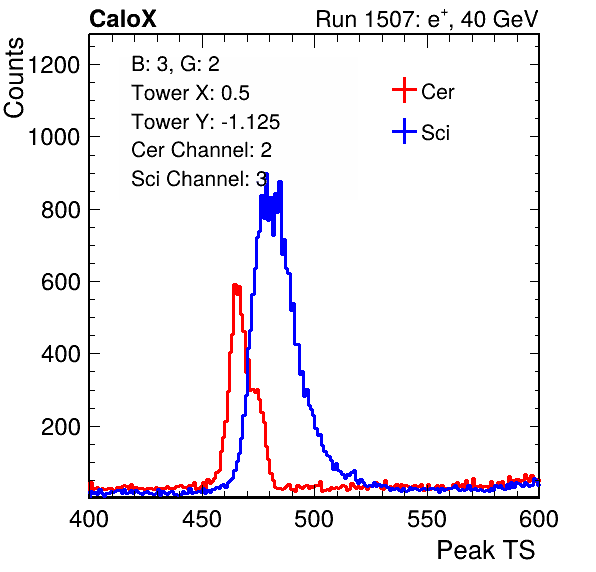 CaloX Run 1507: e⁺, 40 GeV
Counts
B: 3, G: 2
Tower X: 0.5
Tower Y: -1.125
Cer Channel: 2
Sci Channel: 3
Cer
Sci
1200
1000
800
600
400
200
400 450 500 550 600
Peak TS